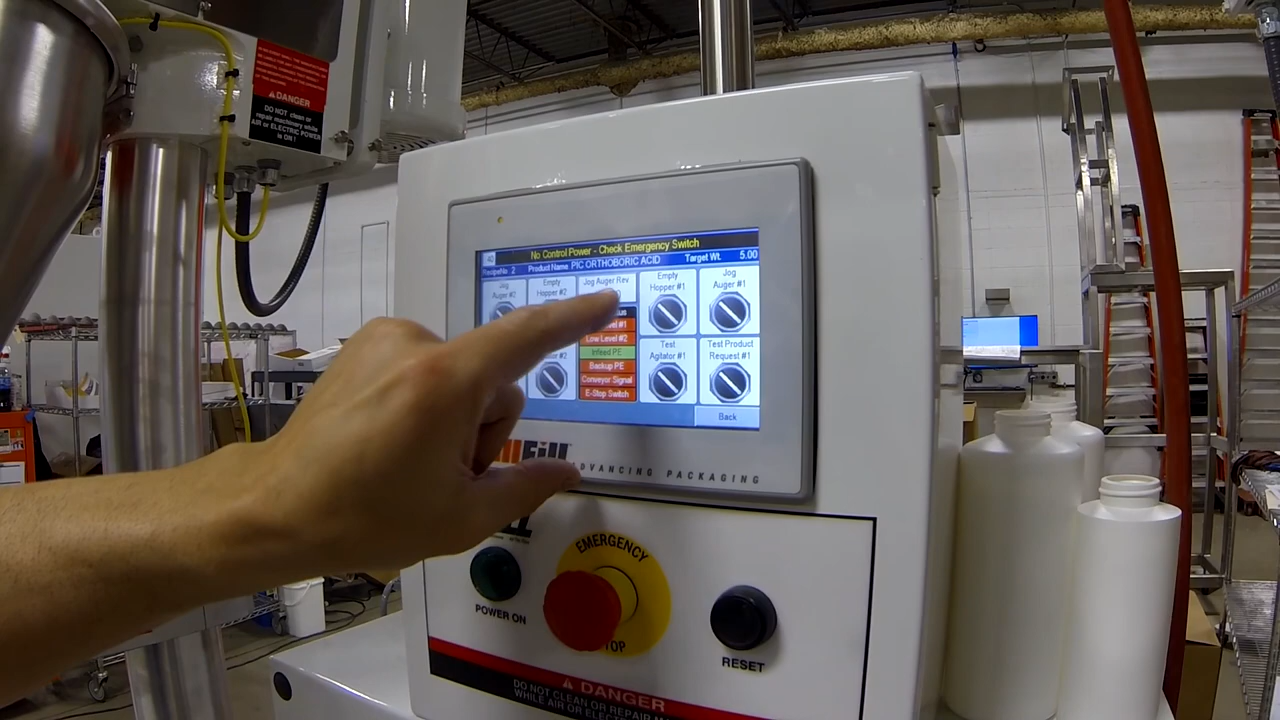 DANGER
DO NOT clean or
repair machinery while
AIR or ELECTRIC POWER
is ON!
No Control Power - Check Emergency Switch
Recipe No 2 Product Name PIC ORTHOBORIC ACID Target Wt. 5.00
Jog
Auger #2
Empty
Hopper #2
Jog Auger Rev
Empty
Hopper #1
Jog
Auger #1
Low Level #2
Infeed PE
Backup PE
Conveyor Signal
E-Stop Switch
Test
Agitator #1
Test Product
Request #1
Back
Fill
ADVANCING PACKAGING
EMERGENCY
POWER ON
RESET
DANGER
DO NOT CLEAN OR REPAIR
WHILE AIR OR